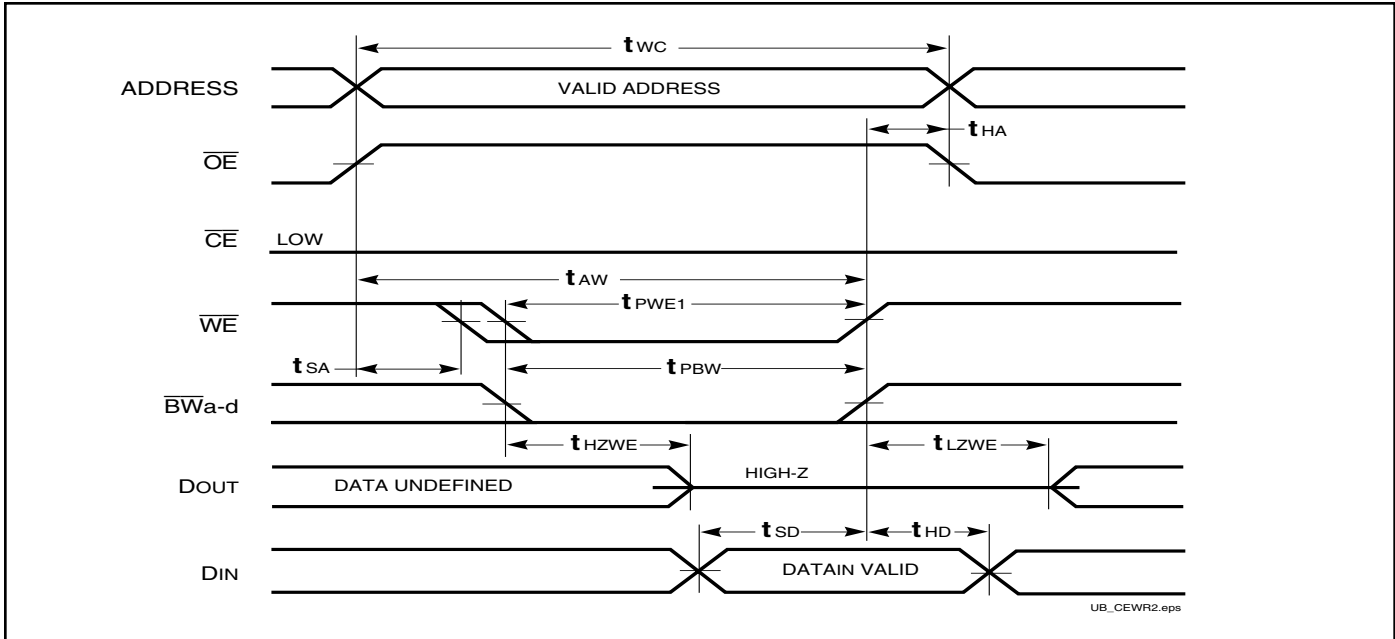 tWC
ADDRESS
VALID ADDRESS
tHA
OE
CE
LOW
tAW
tPWE1
WE
tSA
tPBW
BWa-d
tHZWE
tLZWE
HIGH-Z
DOUT
DATA UNDEFINED
tSD
tHD
DIN
DATAIN VALID
UB_CEWR2.eps